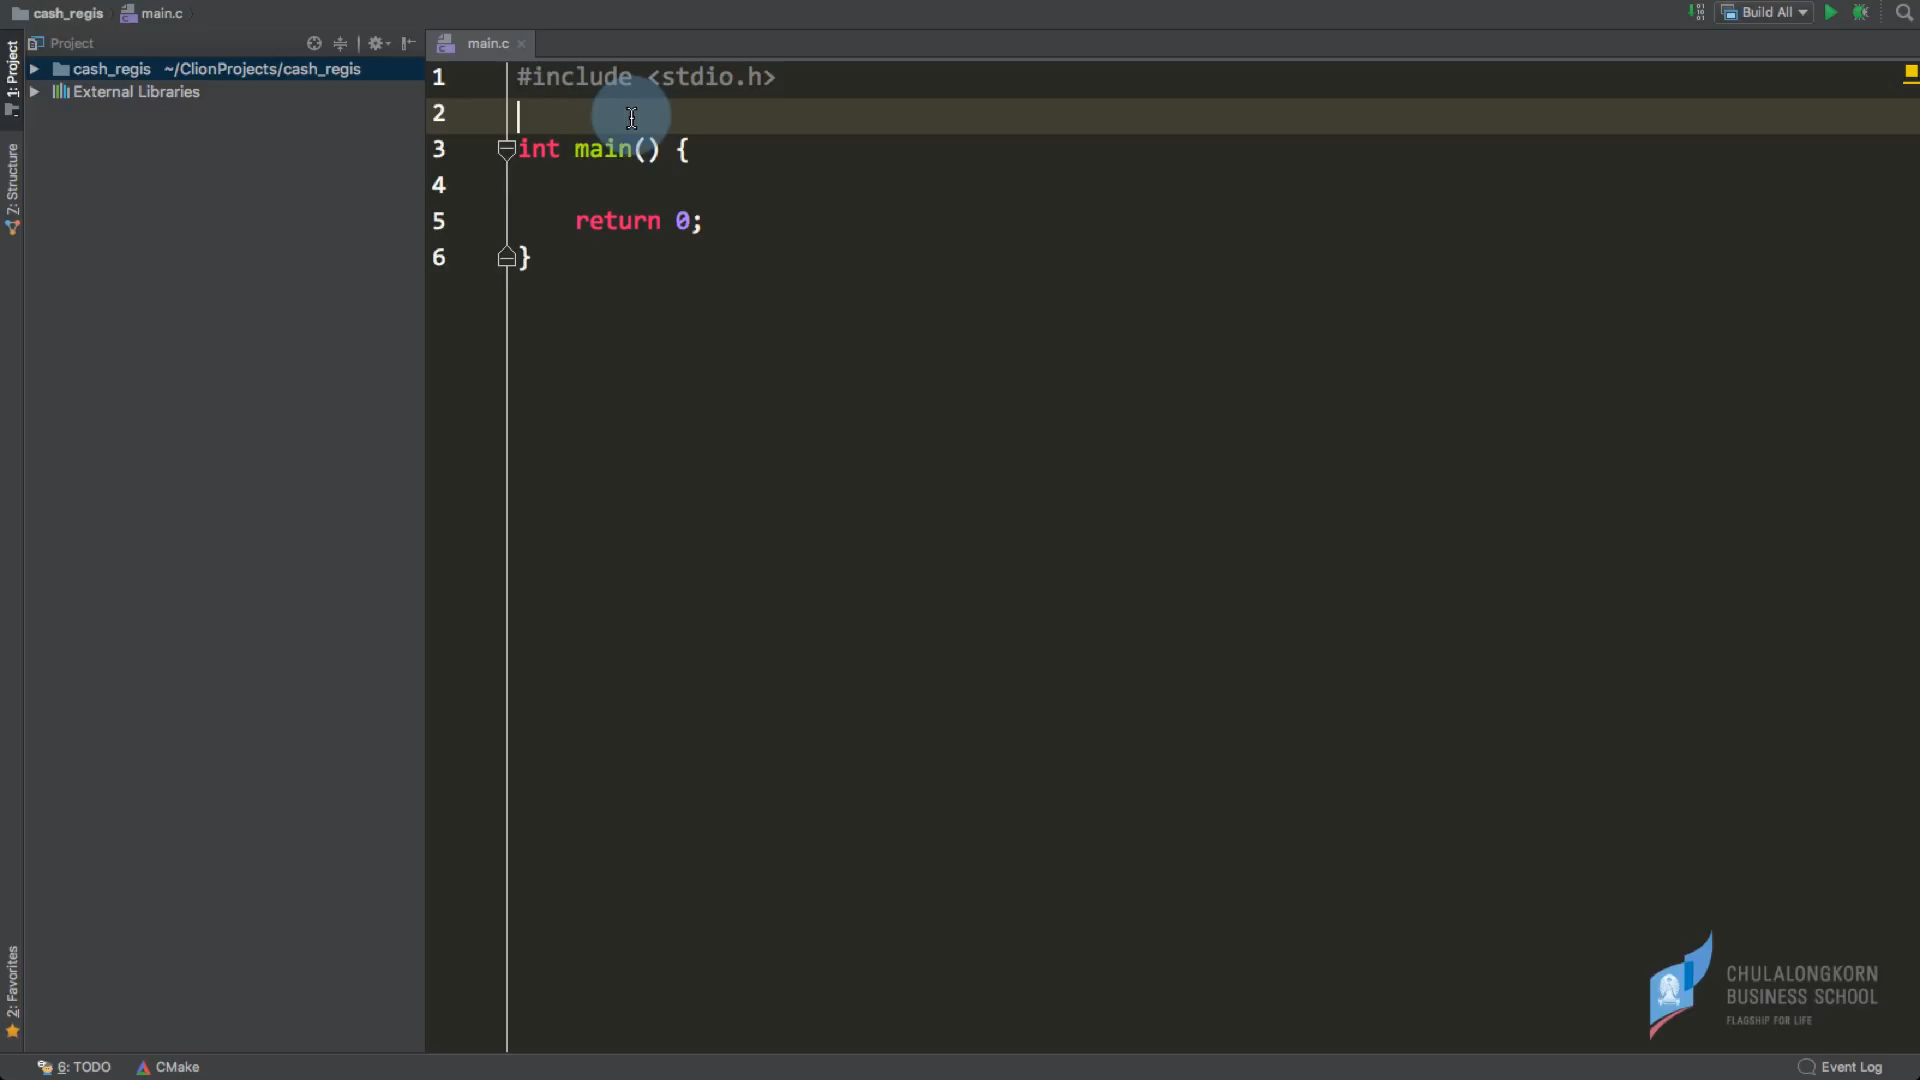 cash_regis main.c Build All
1: Project
Project
cash_regis ~/ClionProjects/cash_regis
External Libraries
7: Structure
2: Favorites
main.c
1 #include <stdio.h>
2
3 int main() {
4
5 return 0;
6 }
CHULALONGKORN
BUSINESS SCHOOL
FLAGSHIP FOR LIFE
6: TODO CMake Event Log